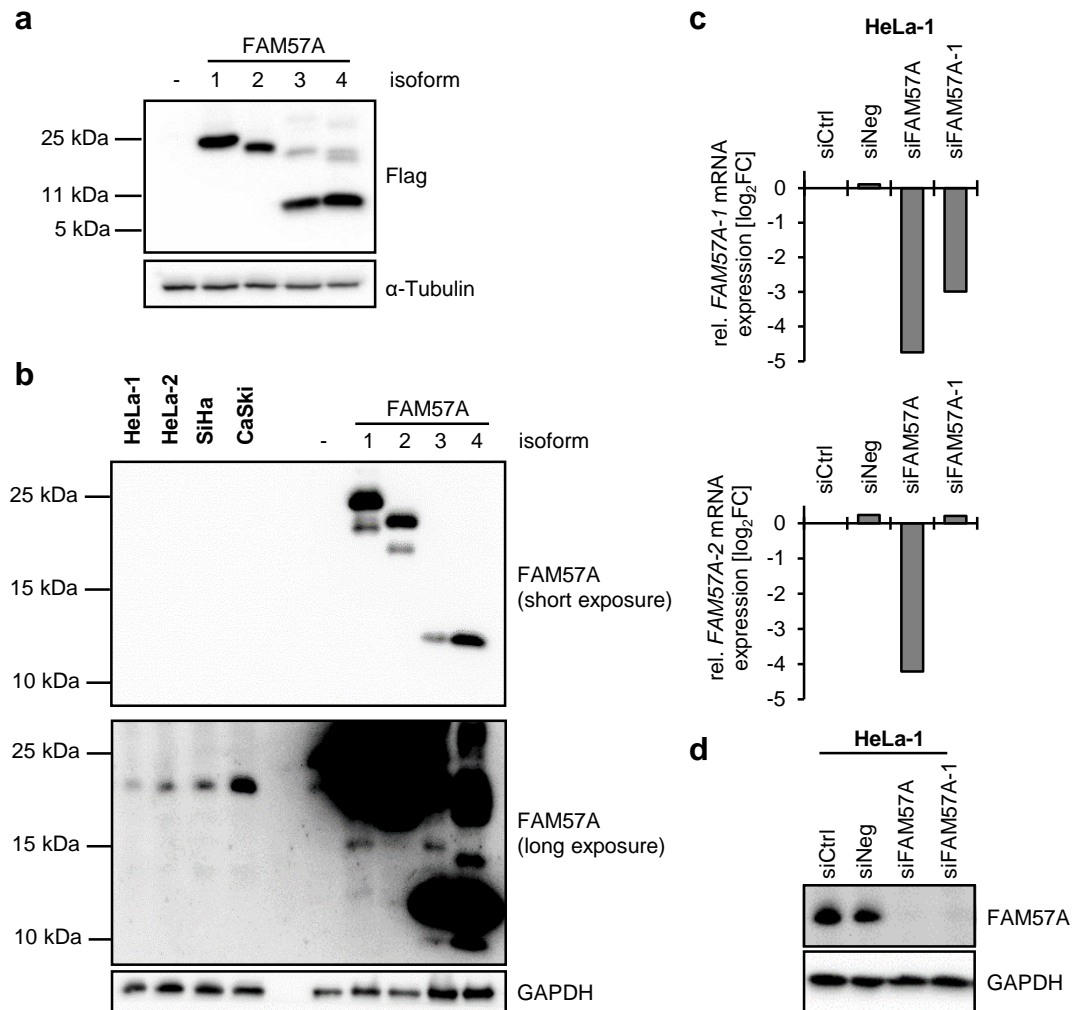 a
FAM57A
- 1 2 3 4 isoform
25 kDa
11 kDa
5 kDa
Flag
α-Tubulin
b
HeLa-1
HeLa-2
SiHa
CaSki
FAM57A
- 1 2 3 4 isoform
25 kDa
15 kDa
10 kDa
FAM57A
(short exposure)
25 kDa
15 kDa
10 kDa
FAM57A
(long exposure)
GAPDH
c
HeLa-1
siCtrl
siNeg
siFAM57A
siFAM57A-1
rel. FAM57A-1 mRNA
expression [log₂FC]
0
-1
-2
-3
-4
-5
siCtrl
siNeg
siFAM57A
siFAM57A-1
rel. FAM57A-2 mRNA
expression [log₂FC]
0
-1
-2
-3
-4
-5
d
HeLa-1
siCtrl
siNeg
siFAM57A
siFAM57A-1
FAM57A
GAPDH